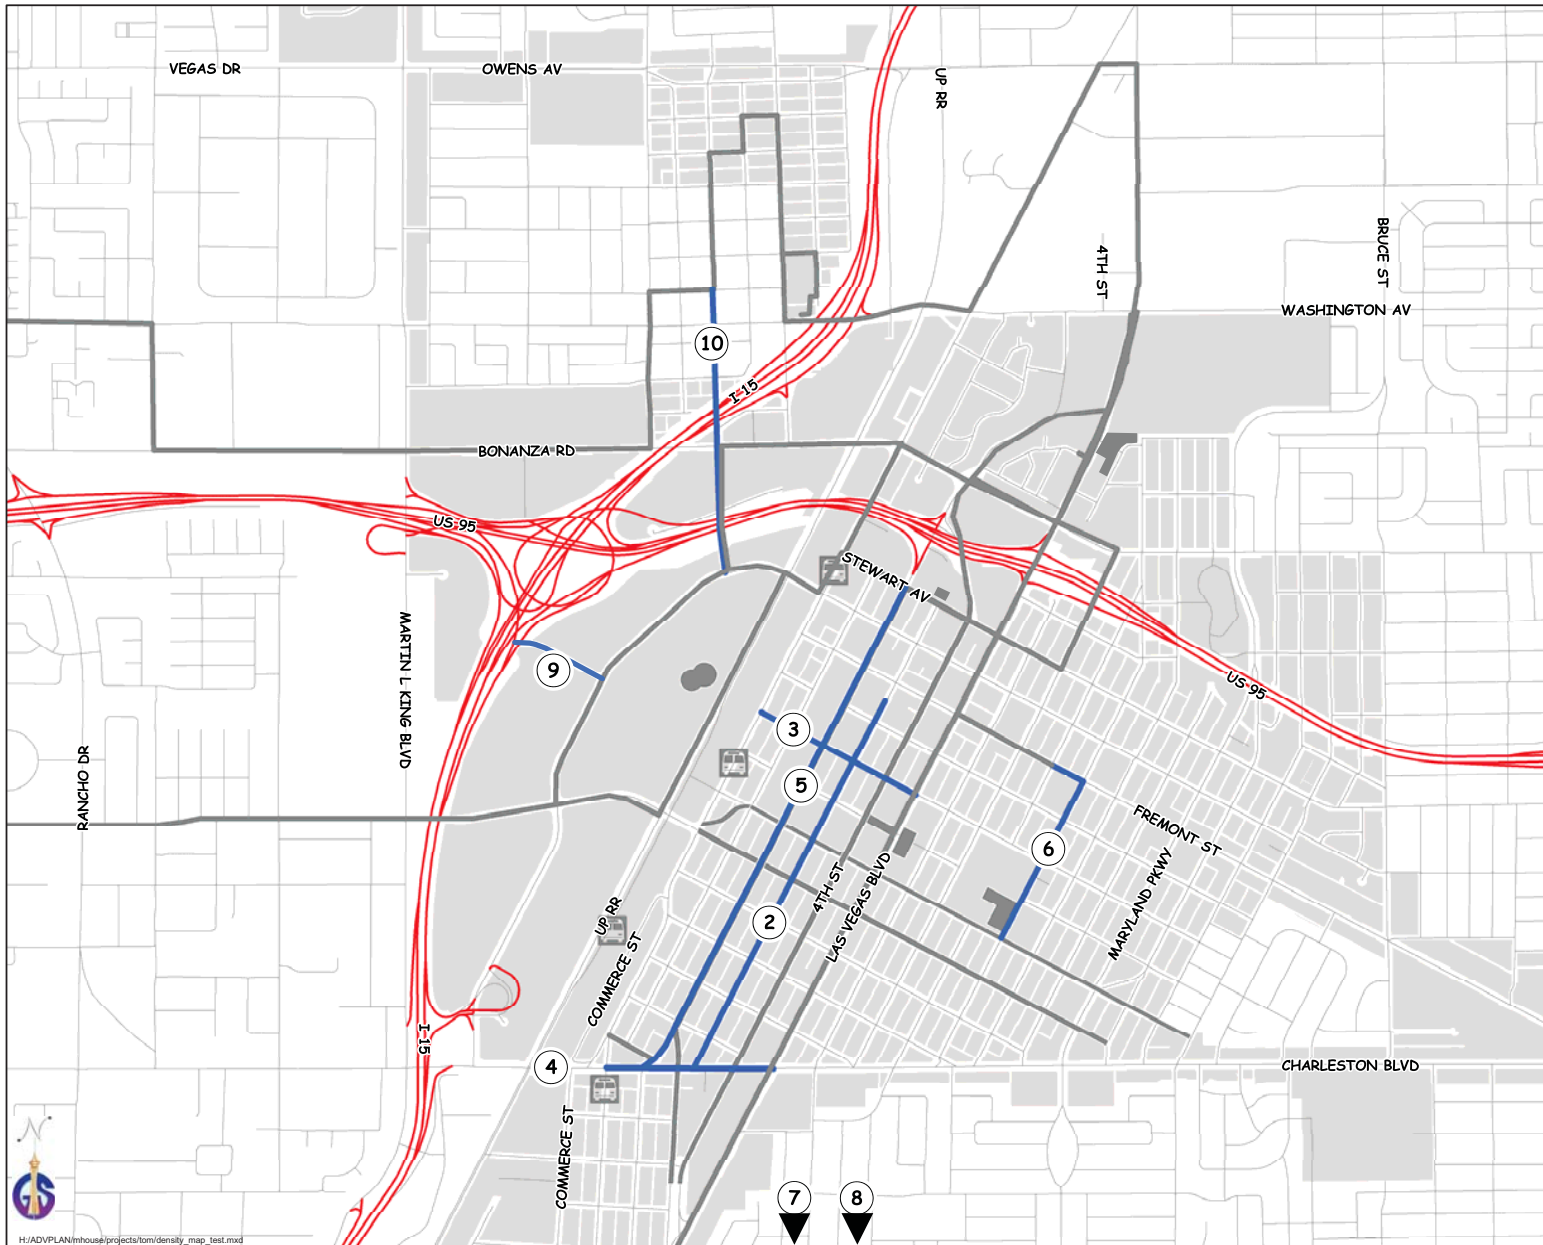 VEGAS DR
OWENS AV
UP RR
4TH ST
BRUCE ST
WASHINGTON AV
10
I 15
BONANZA RD
US 95
STEWART AV
MARTIN L KING BLVD
9
US 95
3
5
RANCHO DR
FREMONT ST
6
MARYLAND PKWY
4TH ST
LAS VEGAS BLVD
2
UP RR
COMMERCE ST
I 15
4
CHARLESTON BLVD
COMMERCE ST
7
8
N
GS
H:/ADVPLAN/mhouse/projects/tom/density_map_test.mxd